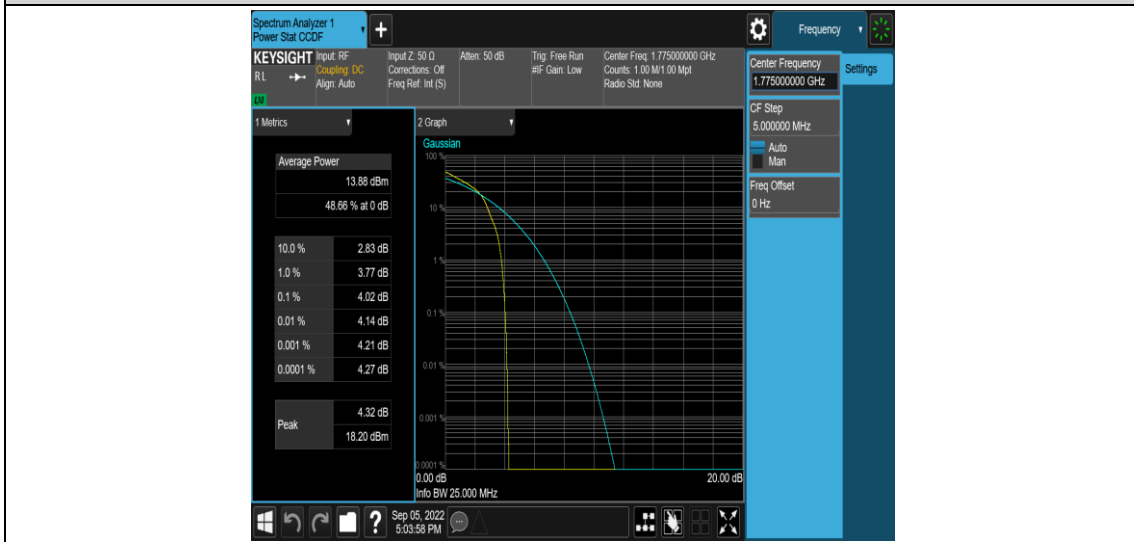 Spectrum Analyzer 1
Power Stat CCDF
+
Frequency
KEYSIGHT
Input: RF
Coupling: DC
Align: Auto
RL
LXI
Input Z: 50 Ω
Corrections: Off
Freq Ref: Int (S)
Atten: 50 dB
Trig: Free Run
#IF Gain: Low
Center Freq: 1.775000000 GHz
Counts: 1.00 M/1.00 Mpt
Radio Std: None
Center Frequency
1.775000000 GHz
Settings
CF Step
5.000000 MHz
Auto
Man
Freq Offset
0 Hz
1 Metrics
Average Power
13.88 dBm
48.66 % at 0 dB
10.0 % 2.83 dB
1.0 % 3.77 dB
0.1 % 4.02 dB
0.01 % 4.14 dB
0.001 % 4.21 dB
0.0001 % 4.27 dB
Peak
4.32 dB
18.20 dBm
2 Graph
Gaussian
100 %
10 %
1 %
0.1 %
0.01 %
0.001 %
0.0001 %
0.00 dB 20.00 dB
Info BW 25.000 MHz
?
Sep 05, 2022
5:03:58 PM